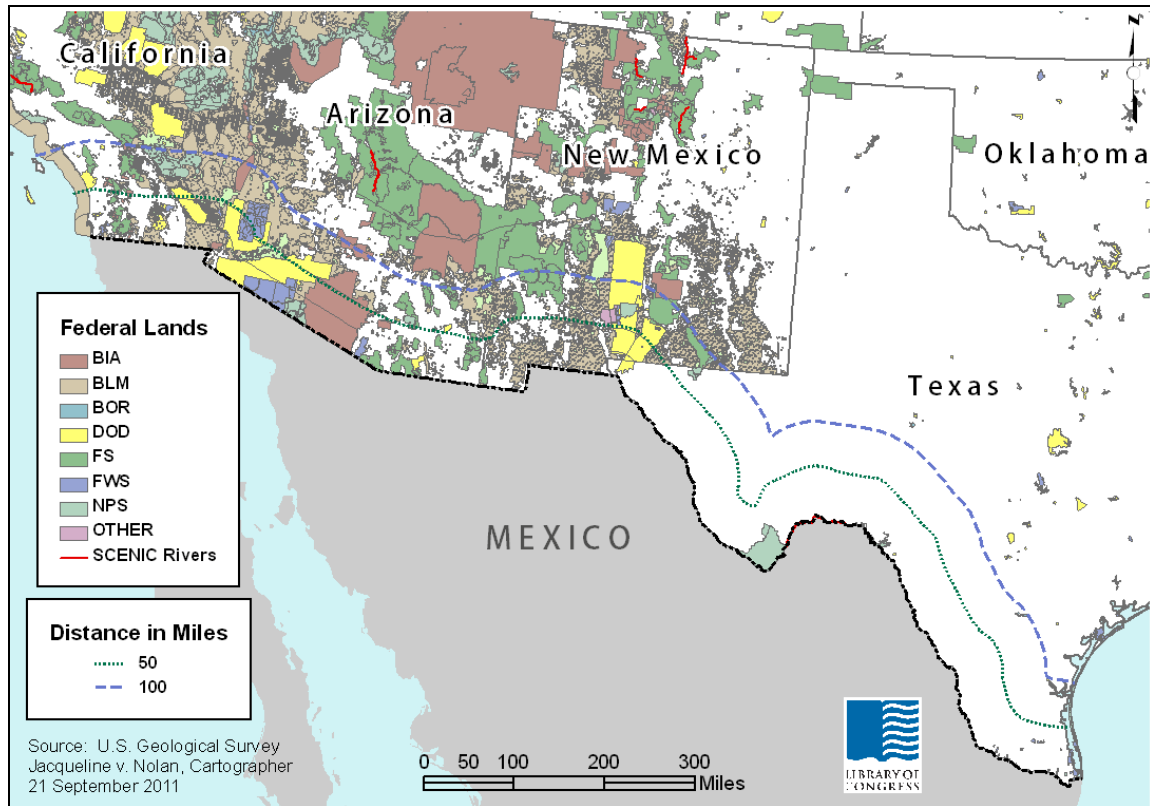 California
Arizona
New Mexico
Oklahoma
Texas
MEXICO
N
Federal Lands
BIA
BLM
BOR
DOD
FS
FWS
NPS
OTHER
SCENIC Rivers
Distance in Miles
50
100
Source: U.S. Geological Survey
Jacqueline v. Nolan, Cartographer
21 September 2011
0 50 100 200 300
Miles
LIBRARY OF
CONGRESS